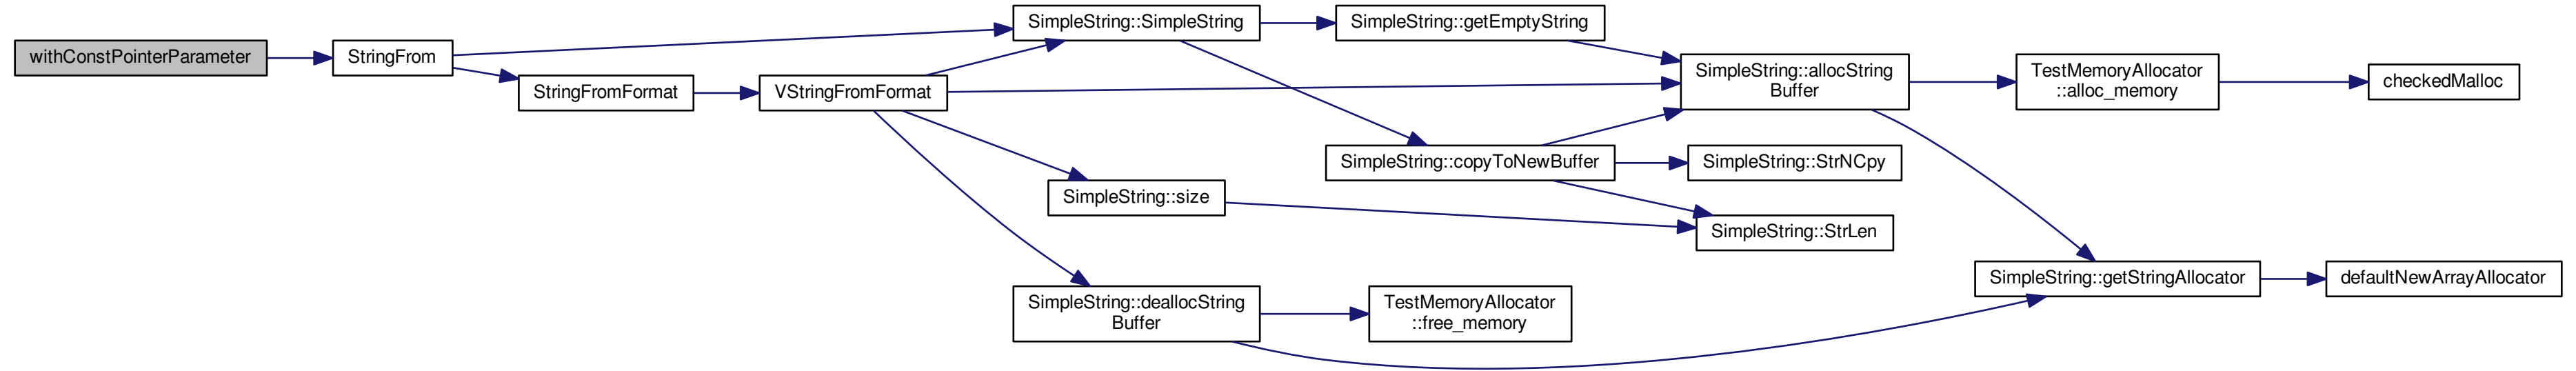 withConstPointerParameter
StringFrom
StringFromFormat
VStringFromFormat
SimpleString::SimpleString
SimpleString::size
SimpleString::deallocString
Buffer
SimpleString::getEmptyString
SimpleString::copyToNewBuffer
TestMemoryAllocator
::free_memory
SimpleString::allocString
Buffer
SimpleString::StrNCpy
SimpleString::StrLen
TestMemoryAllocator
::alloc_memory
SimpleString::getStringAllocator
checkedMalloc
defaultNewArrayAllocator